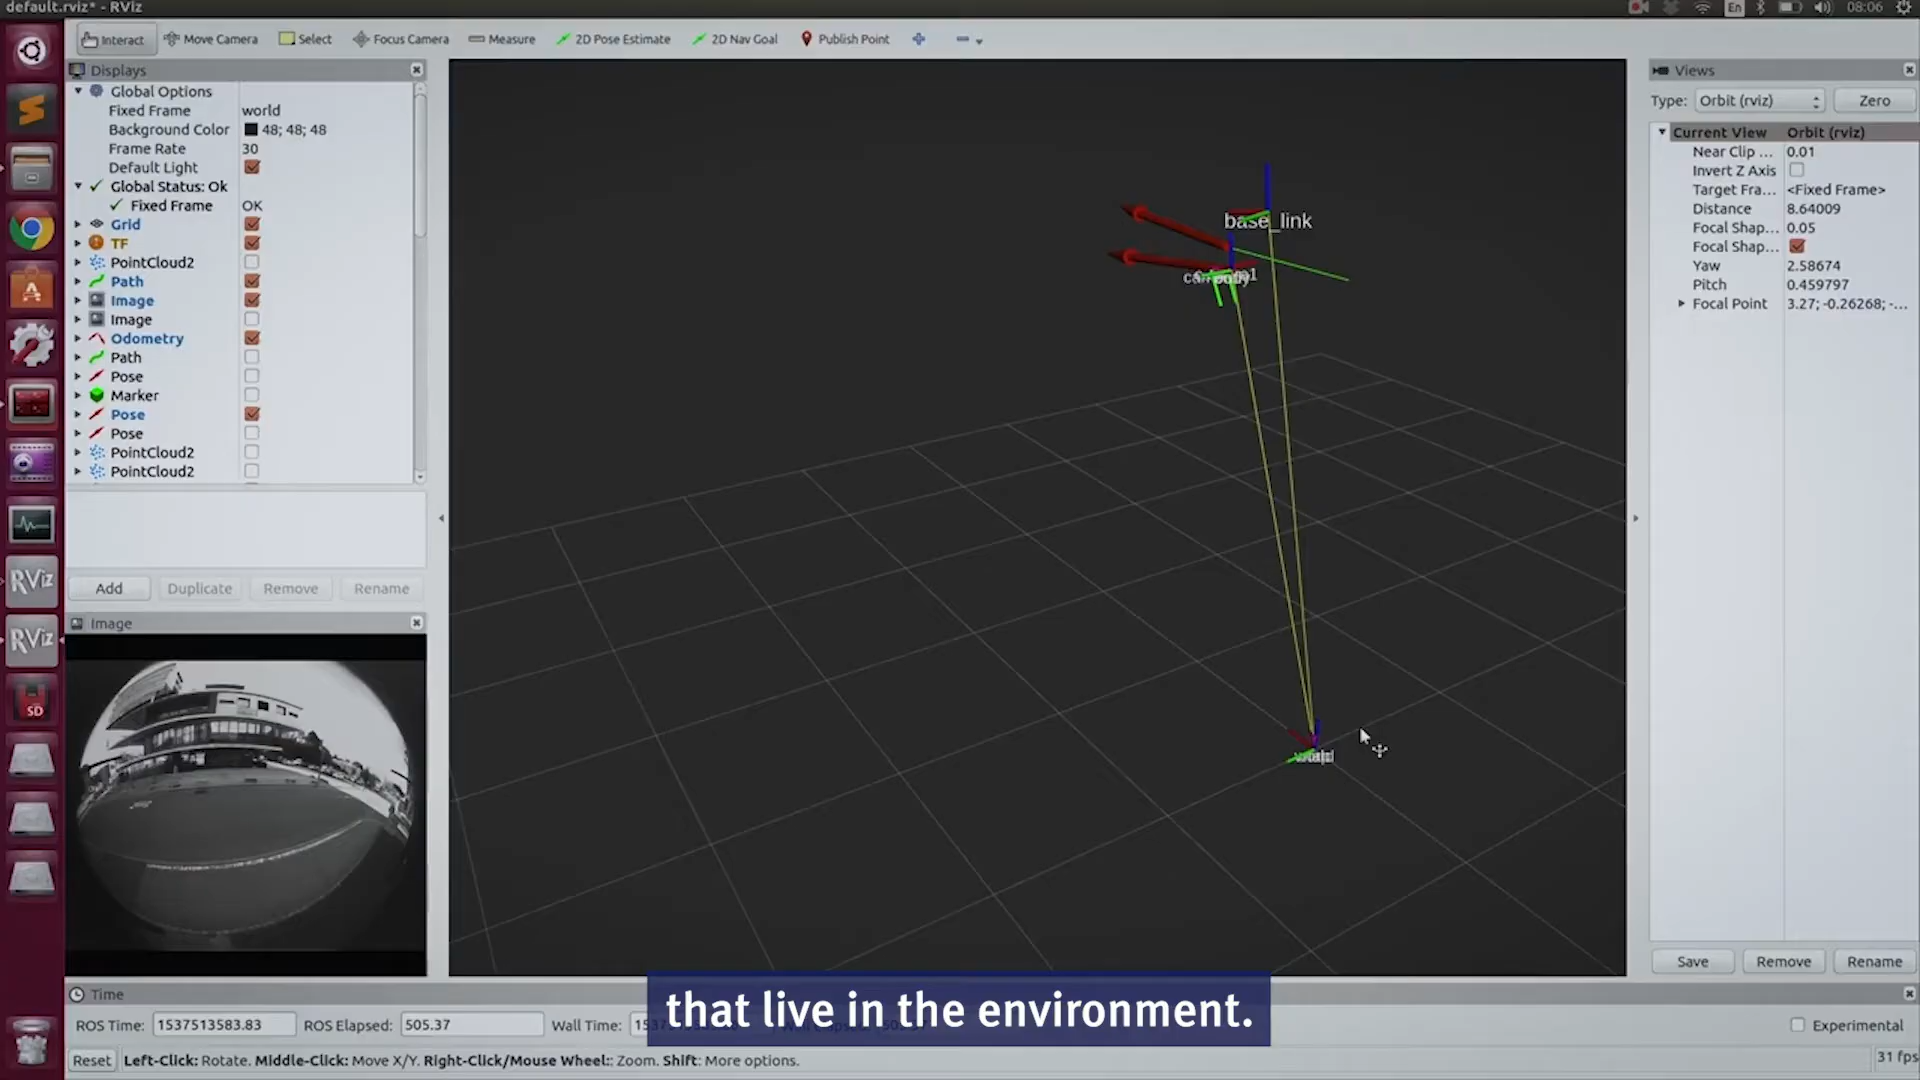 default.rviz* - RViz
En
08:06
Interact
Move Camera
Select
Focus Camera
Measure
2D Pose Estimate
2D Nav Goal
Publish Point
Displays
Global Options
Fixed Frame world
Background Color 48; 48; 48
Frame Rate 30
Default Light
Global Status: Ok
Fixed Frame OK
Grid
TF
PointCloud2
Path
Image
Image
Odometry
Path
Pose
Marker
Pose
Pose
PointCloud2
PointCloud2
Add Duplicate Remove Rename
Image
RViz
RViz
SD
base_link
Views
Type: Orbit (rviz) Zero
Current View Orbit (rviz)
Near Clip ... 0.01
Invert Z Axis
Target Fra... <Fixed Frame>
Distance 8.64009
Focal Shap... 0.05
Focal Shap...
Yaw 2.58674
Pitch 0.459797
Focal Point 3.27; -0.26268; -...
Save Remove Rename
Time
ROS Time: 1537513583.83 ROS Elapsed: 505.37 Wall Time:
Experimental
that live in the environment.
Reset Left-Click: Rotate. Middle-Click: Move X/Y. Right-Click/Mouse Wheel:: Zoom. Shift: More options.
31 fps